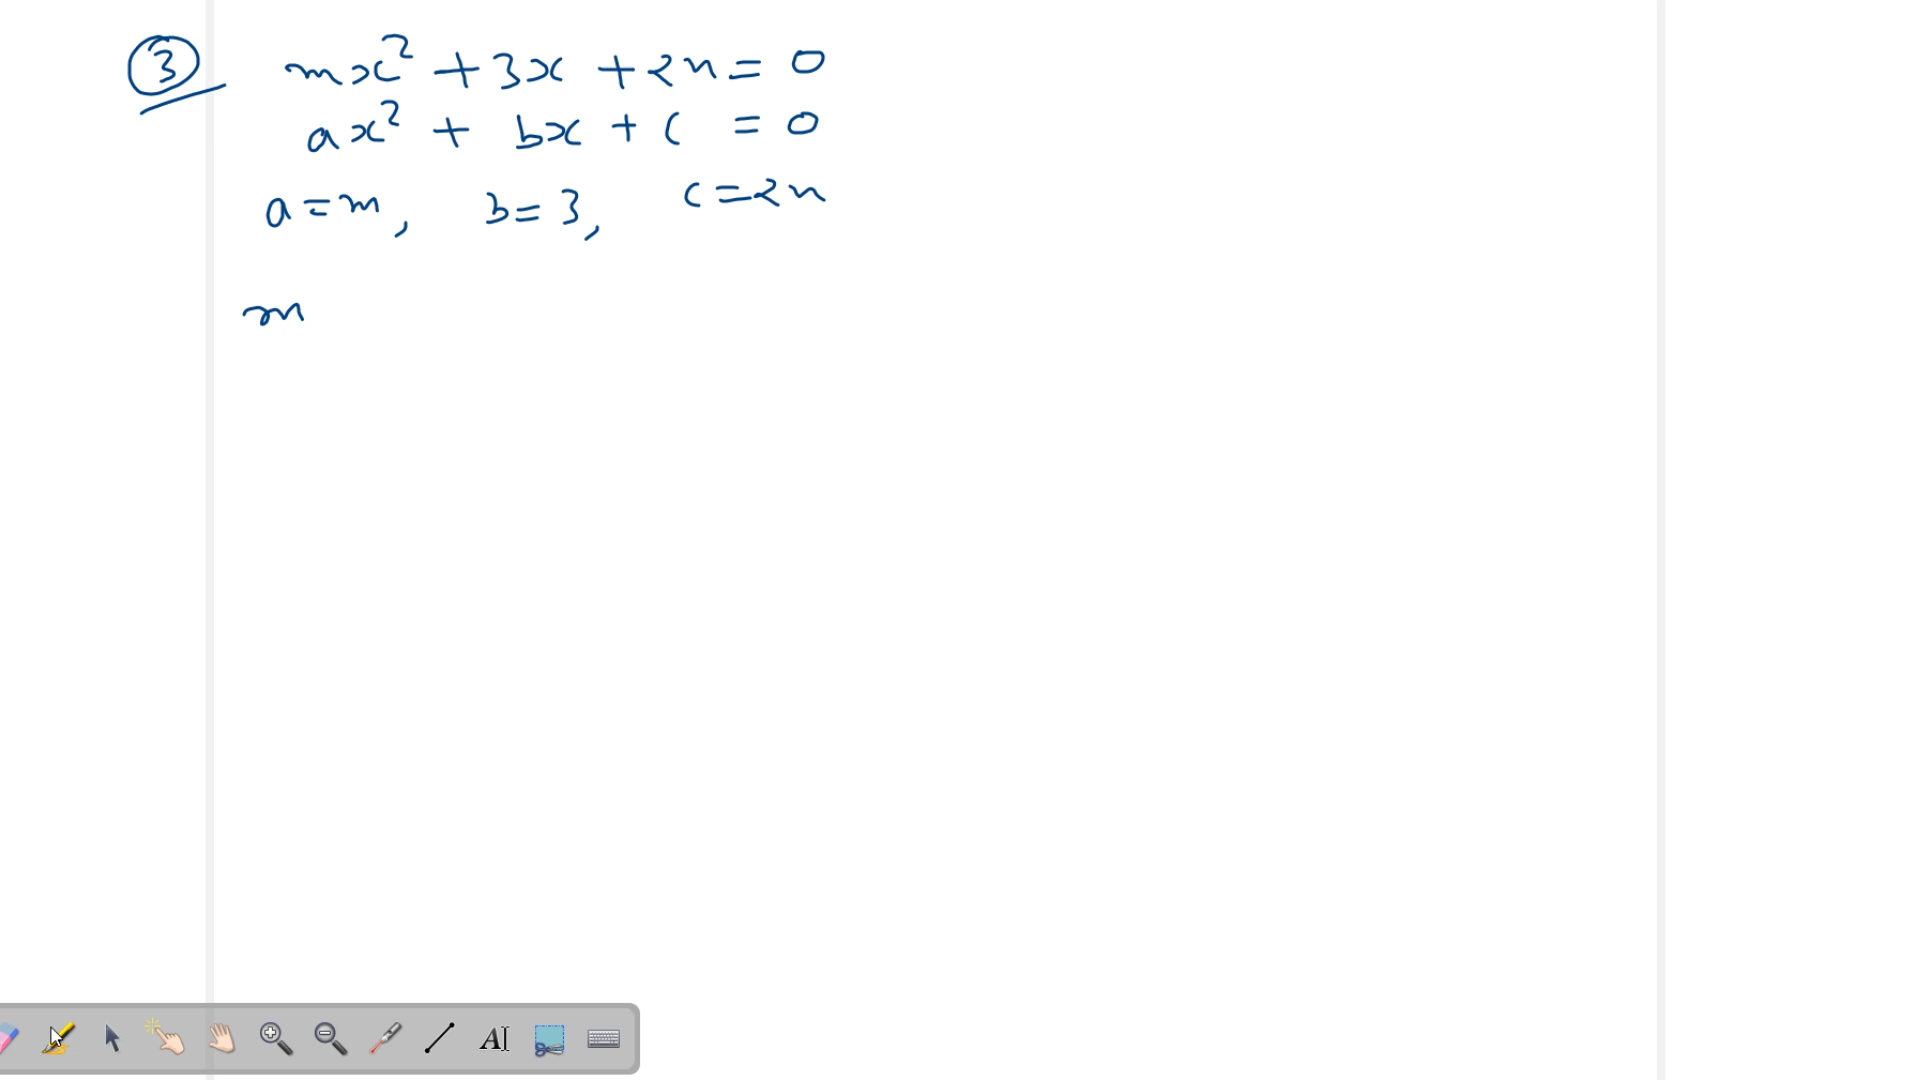 ③ mx² + 3x + 2n = 0
ax² + bx + c = 0
a = m, b = 3, c = 2n
m